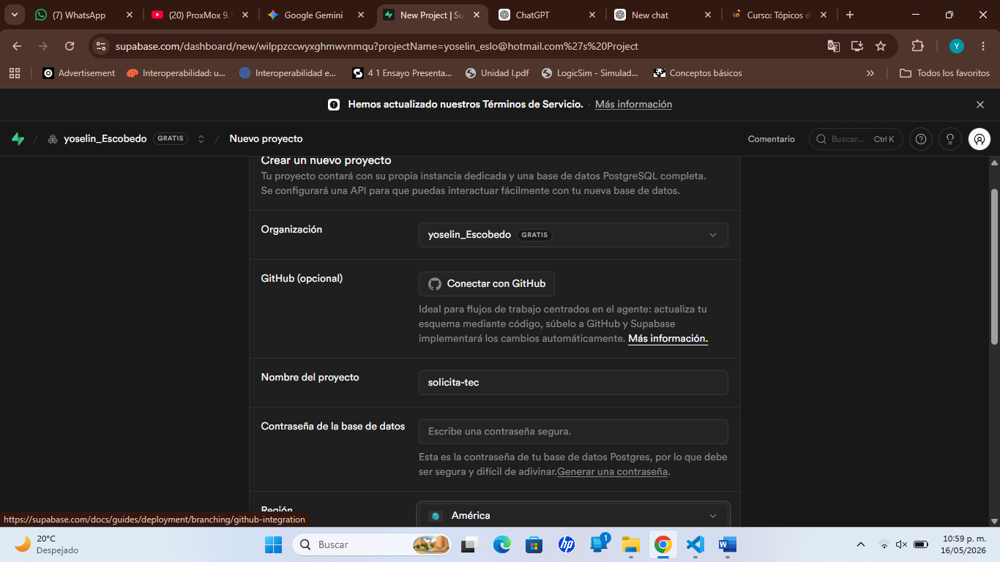 (7) WhatsApp
(20) ProxMox 9.1
Google Gemini
New Project | Su
ChatGPT
New chat
Curso: Tópicos d
supabase.com/dashboard/new/wilppzccwyxghmwvnmqu?projectName=yoselin_eslo@hotmail.com%27s%20Project
Y
Advertisement
Interoperabilidad: u...
Interoperabilidad e...
4 1 Ensayo Presenta...
Unidad I.pdf
LogicSim - Simulad...
Conceptos básicos
Todos los favoritos
Hemos actualizado nuestros Términos de Servicio. · Más información
yoselin_Escobedo GRATIS
Nuevo proyecto
Comentario
Buscar... Ctrl K
Crear un nuevo proyecto
Tu proyecto contará con su propia instancia dedicada y una base de datos PostgreSQL completa.
Se configurará una API para que puedas interactuar fácilmente con tu nueva base de datos.
Organización
yoselin_Escobedo GRATIS
GitHub (opcional)
Conectar con GitHub
Ideal para flujos de trabajo centrados en el agente: actualiza tu
esquema mediante código, súbelo a GitHub y Supabase
implementará los cambios automáticamente. Más información.
Nombre del proyecto
solicita-tec
Contraseña de la base de datos
Escribe una contraseña segura.
Esta es la contraseña de tu base de datos Postgres, por lo que debe
ser segura y difícil de adivinar.Generar una contraseña.
Región
América
https://supabase.com/docs/guides/deployment/branching/github-integration
20°C
Despejado
Buscar
1
10:59 p. m.
16/05/2026